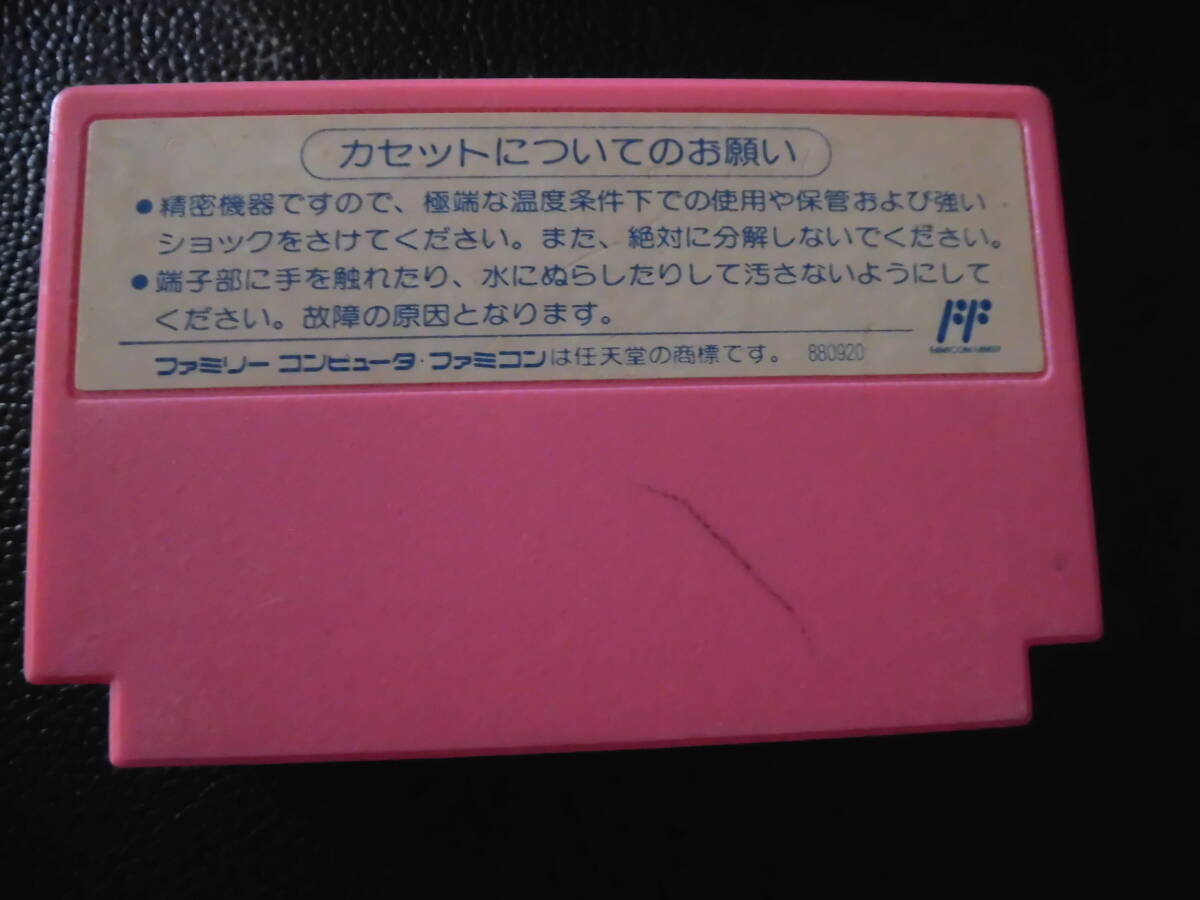 カセットについてのお願い
●精密機器ですので、極端な温度条件下での使用や保管および強い
ショックをさけてください。また、絶対に分解しないでください。
●端子部に手を触れたり、水にぬらしたりして汚さないようにして
ください。故障の原因となります。
ファミリー コンピュータ・ファミコンは任天堂の商標です。 880920